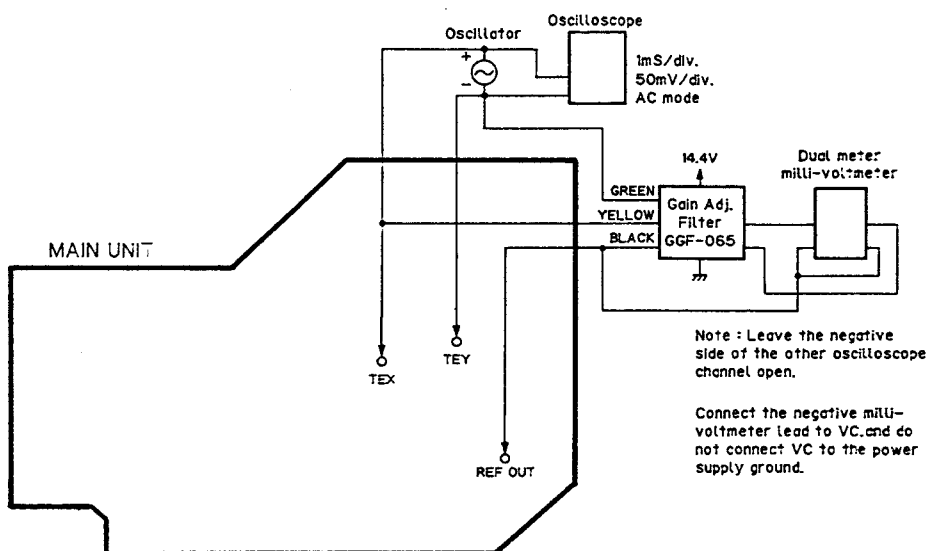 Oscillator
Oscilloscope
+
-
1mS/div.
50mV/div.
AC mode
14.4V
Dual meter
milli-voltmeter
GREEN
YELLOW
BLACK
Gain Adj.
Filter
GGF-065
MAIN UNIT
TEX
TEY
REF OUT
Note : Leave the negative
side of the other oscilloscope
channel open.
Connect the negative milli-
voltmeter lead to VC.and do
not connect VC to the power
supply ground.